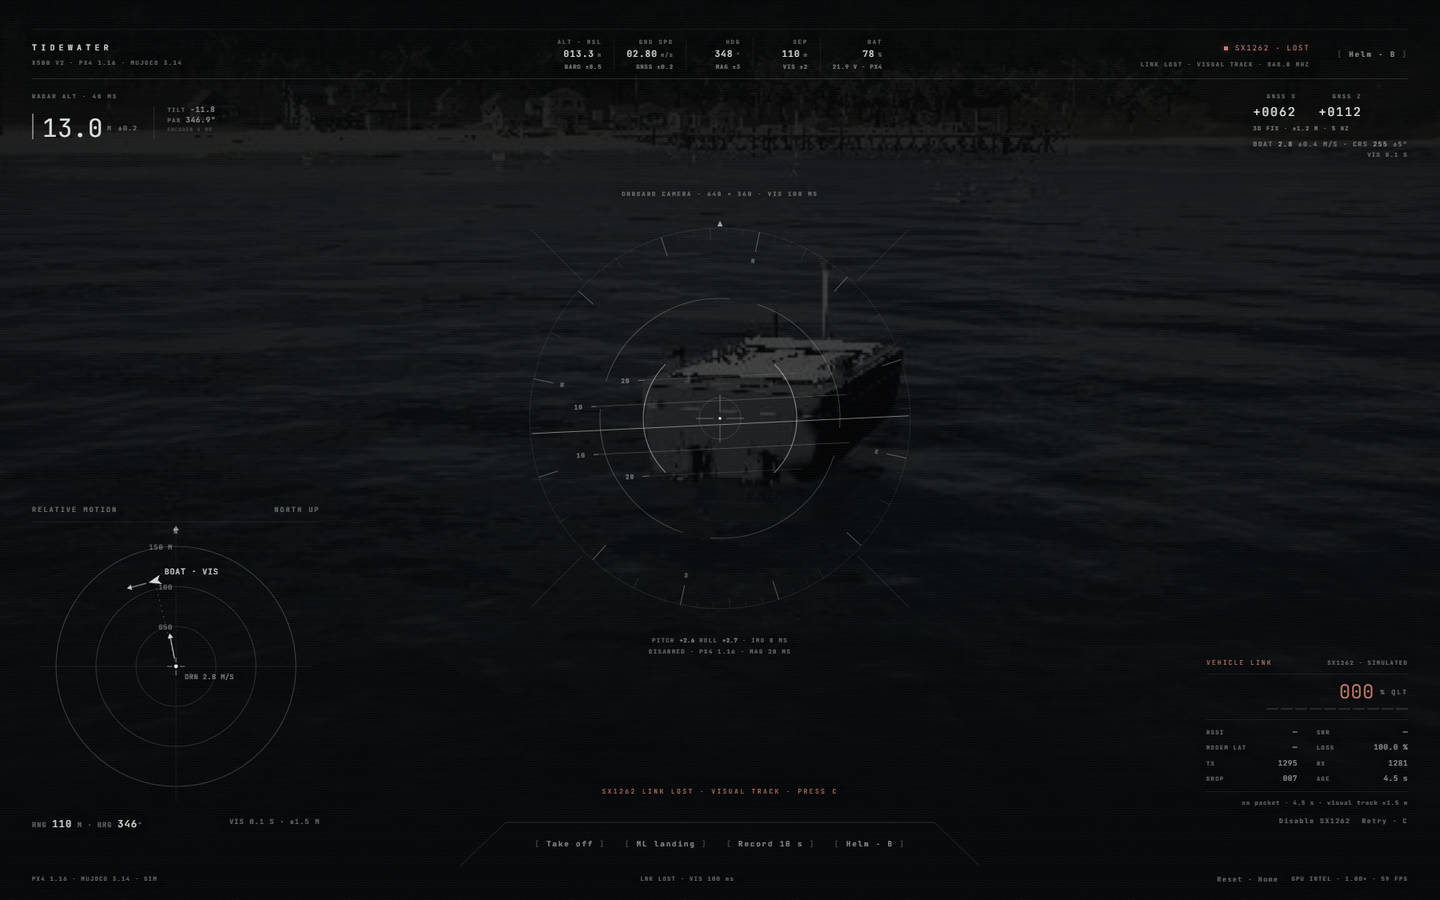 TIDEWATER
X500 V2 · PX4 1.16 · MUJOCO 3.14
ALT · MSL
013.3 m
BARO ±0.5
GND SPD
02.80 m/s
GNSS ±0.2
HDG
348 °
MAG ±3
SEP
110 m
VIS ±2
BAT
78 %
21.9 V · PX4
SX1262 · LOST
LINK LOST · VISUAL TRACK · 868.0 MHZ
[ Helm · B ]
RADAR ALT · 40 MS
13.0 M ±0.2
TILT -11.8
PAN 346.9°
ENCODER 4 MS
GNSS X
+0062
GNSS Z
+0112
3D FIX · ±1.2 M · 5 HZ
BOAT 2.8 ±0.4 M/S · CRS 255 ±5°
VIS 0.1 S
ONBOARD CAMERA · 640 × 360 · VIS 100 MS
N
W
E
S
20
10
10
20
PITCH +2.6 ROLL +2.7 · IMU 8 MS
DISARMED · PX4 1.16 · MAG 20 MS
RELATIVE MOTION
NORTH UP
150 M
BOAT · VIS
100
050
DRN 2.8 M/S
RNG 110 M · BRG 346°
VIS 0.1 S · ±1.5 M
VEHICLE LINK
SX1262 · SIMULATED
000 % QLT
RSSI —
SNR —
MODEM LAT —
LOSS 100.0 %
TX 1295
RX 1281
DROP 007
AGE 4.5 s
no packet · 4.5 s · visual track ±1.5 m
Disable SX1262 Retry · C
SX1262 LINK LOST · VISUAL TRACK · PRESS C
[ Take off ] [ ML landing ] [ Record 10 s ] [ Helm · B ]
PX4 1.16 · MUJOCO 3.14 · SIM
LNK LOST · VIS 100 ms
Reset · Home
GPU INTEL · 1.00× · 59 FPS